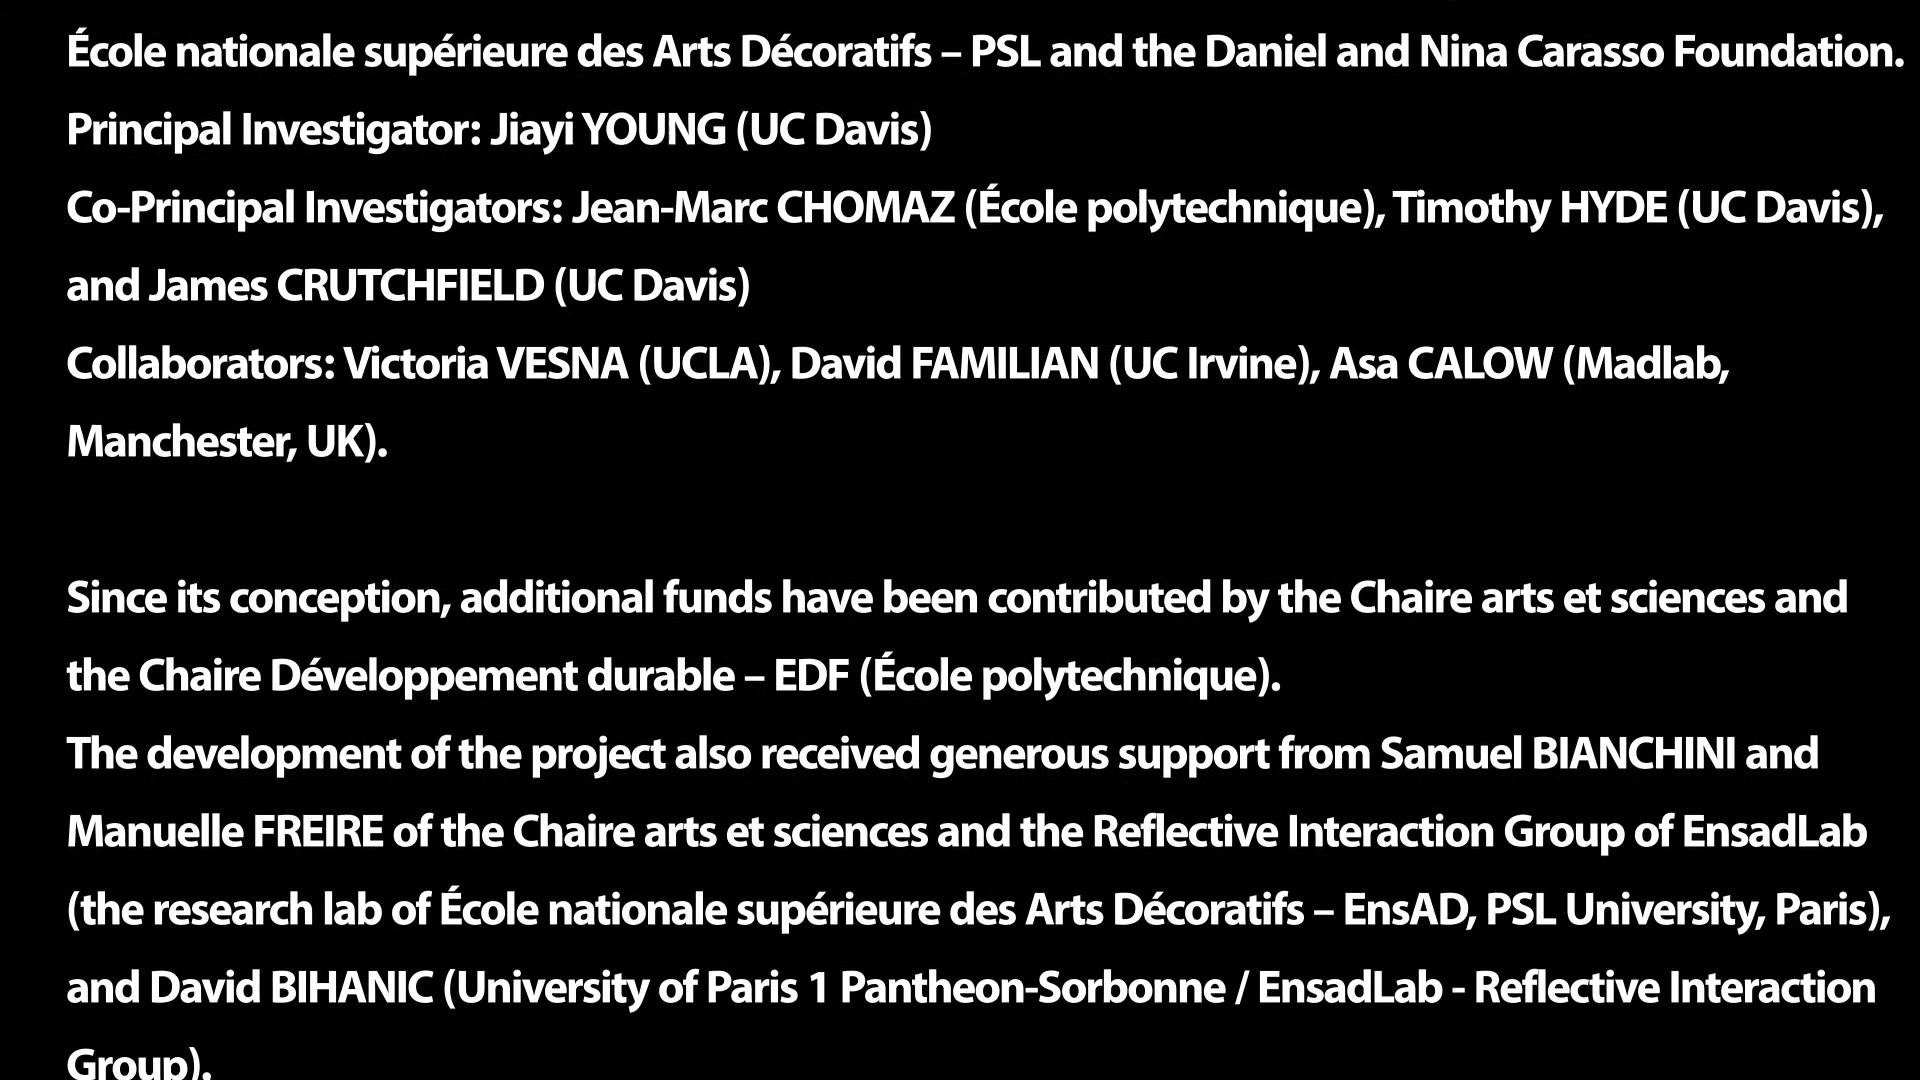 École nationale supérieure des Arts Décoratifs – PSL and the Daniel and Nina Carasso Foundation.
Principal Investigator: Jiayi YOUNG (UC Davis)
Co-Principal Investigators: Jean-Marc CHOMAZ (École polytechnique), Timothy HYDE (UC Davis),
and James CRUTCHFIELD (UC Davis)
Collaborators: Victoria VESNA (UCLA), David FAMILIAN (UC Irvine), Asa CALOW (Madlab,
Manchester, UK).
Since its conception, additional funds have been contributed by the Chaire arts et sciences and
the Chaire Développement durable – EDF (École polytechnique).
The development of the project also received generous support from Samuel BIANCHINI and
Manuelle FREIRE of the Chaire arts et sciences and the Reflective Interaction Group of EnsadLab
(the research lab of École nationale supérieure des Arts Décoratifs – EnsAD, PSL University, Paris),
and David BIHANIC (University of Paris 1 Pantheon-Sorbonne / EnsadLab - Reflective Interaction
Group).